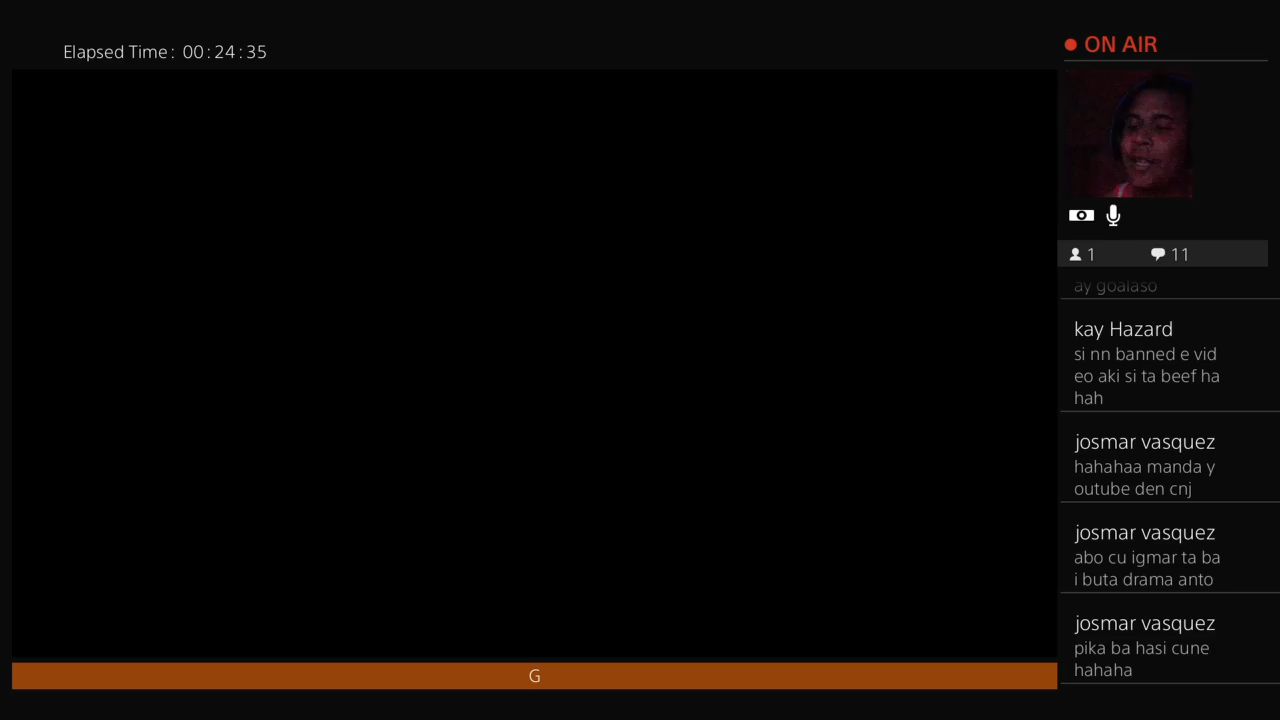 Elapsed Time: 00:24:35
ON AIR
1
11
ay goalaso
kay Hazard
si nn banned e vid
eo aki si ta beef ha
hah
josmar vasquez
hahahaa manda y
outube den cnj
josmar vasquez
abo cu igmar ta ba
i buta drama anto
josmar vasquez
pika ba hasi cune
hahaha
G